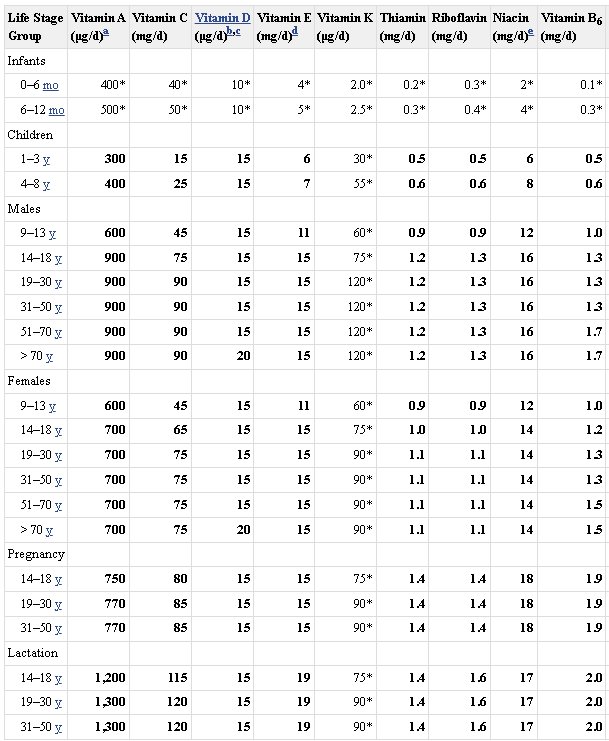 Life Stage Group Vitamin A (µg/d)a Vitamin C (mg/d) Vitamin D (µg/d)b,c Vitamin E (mg/d)d Vitamin K (µg/d) Thiamin (mg/d) Riboflavin (mg/d) Niacin (mg/d)e Vitamin B6 (mg/d)
Infants
0–6 mo 400* 40* 10* 4* 2.0* 0.2* 0.3* 2* 0.1*
6–12 mo 500* 50* 10* 5* 2.5* 0.3* 0.4* 4* 0.3*
Children
1–3 y 300 15 15 6 30* 0.5 0.5 6 0.5
4–8 y 400 25 15 7 55* 0.6 0.6 8 0.6
Males
9–13 y 600 45 15 11 60* 0.9 0.9 12 1.0
14–18 y 900 75 15 15 75* 1.2 1.3 16 1.3
19–30 y 900 90 15 15 120* 1.2 1.3 16 1.3
31–50 y 900 90 15 15 120* 1.2 1.3 16 1.3
51–70 y 900 90 15 15 120* 1.2 1.3 16 1.7
> 70 y 900 90 20 15 120* 1.2 1.3 16 1.7
Females
9–13 y 600 45 15 11 60* 0.9 0.9 12 1.0
14–18 y 700 65 15 15 75* 1.0 1.0 14 1.2
19–30 y 700 75 15 15 90* 1.1 1.1 14 1.3
31–50 y 700 75 15 15 90* 1.1 1.1 14 1.3
51–70 y 700 75 15 15 90* 1.1 1.1 14 1.5
> 70 y 700 75 20 15 90* 1.1 1.1 14 1.5
Pregnancy
14–18 y 750 80 15 15 75* 1.4 1.4 18 1.9
19–30 y 770 85 15 15 90* 1.4 1.4 18 1.9
31–50 y 770 85 15 15 90* 1.4 1.4 18 1.9
Lactation
14–18 y 1,200 115 15 19 75* 1.4 1.6 17 2.0
19–30 y 1,300 120 15 19 90* 1.4 1.6 17 2.0
31–50 y 1,300 120 15 19 90* 1.4 1.6 17 2.0